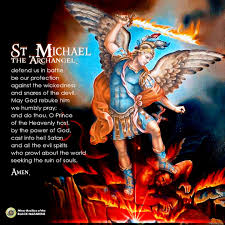 St. Michael
the Archangel,
defend us in battle
be our protection
against the wickedness
and snares of the devil.
May God rebuke him
we humbly pray;
and do thou, O Prince
of the Heavenly host,
by the power of God,
cast into hell Satan
and all the evil spirits
who prowl about the world
seeking the ruin of souls.
Amen.
BLACK NAZARENE